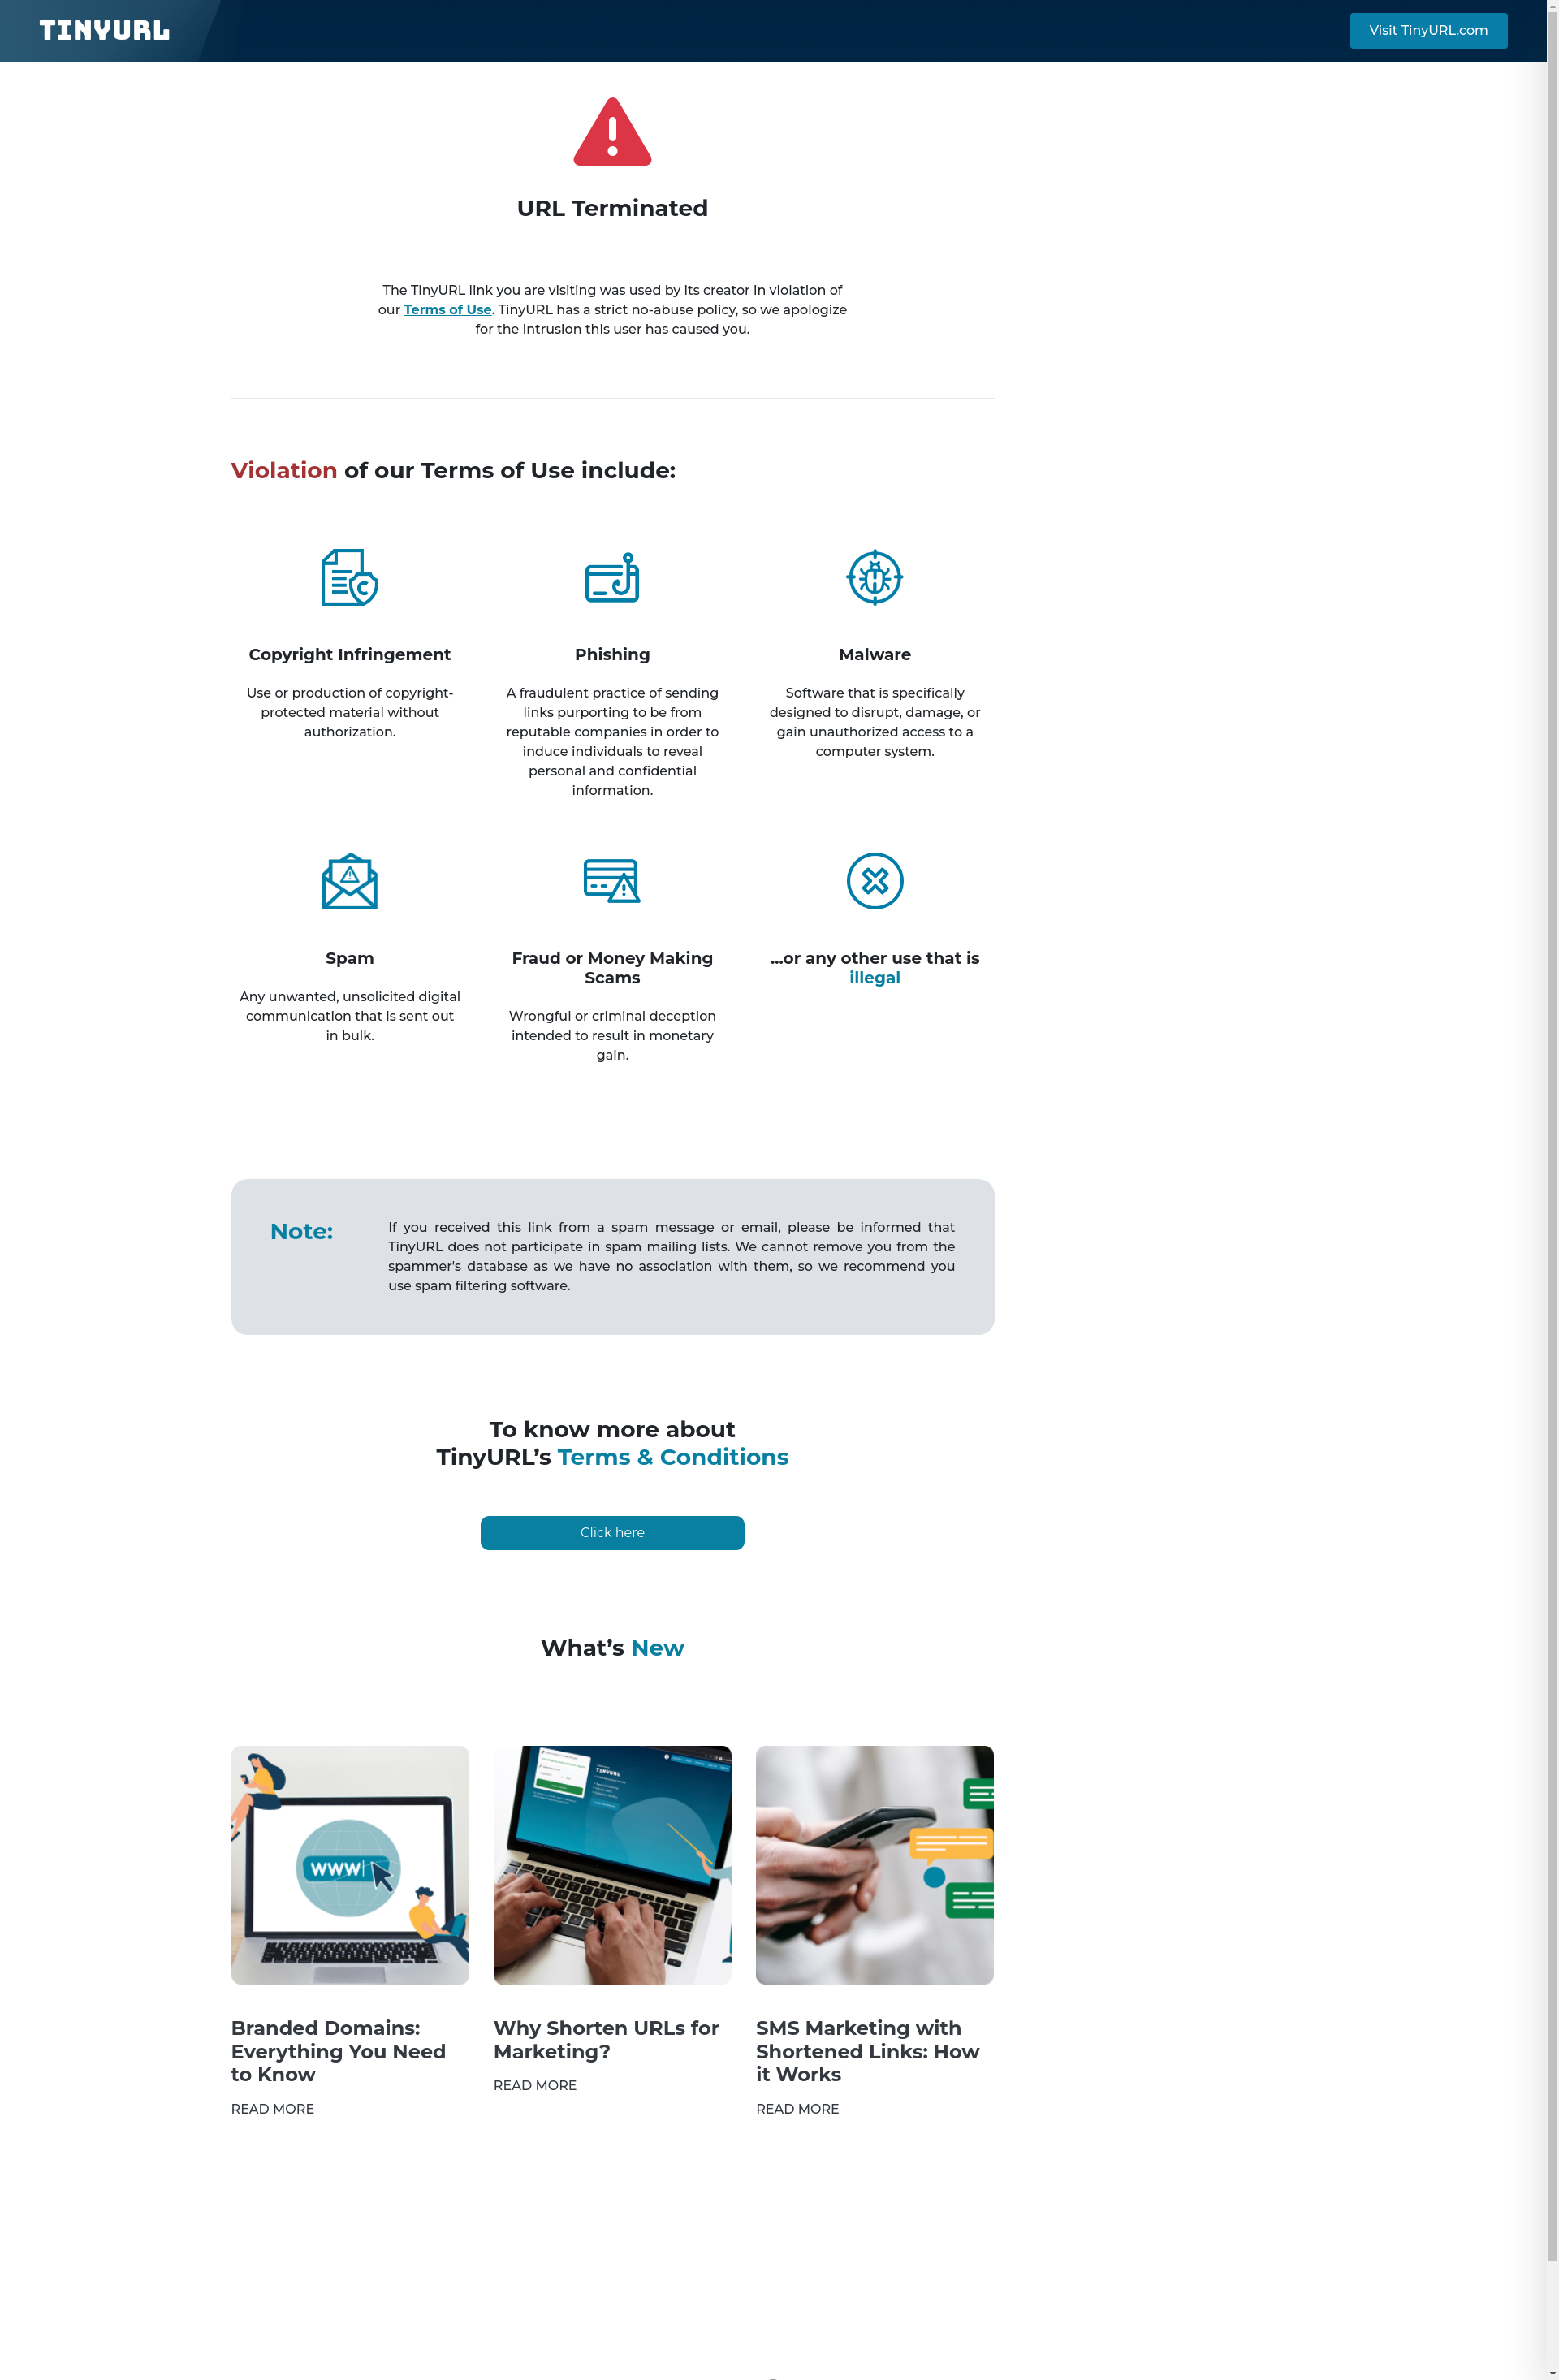 TINYURL
Visit TinyURL.com
URL Terminated
The TinyURL link you are visiting was used by its creator in violation of
our Terms of Use. TinyURL has a strict no-abuse policy, so we apologize
for the intrusion this user has caused you.
Violation of our Terms of Use include:
Copyright Infringement
Use or production of copyright-
protected material without
authorization.
Phishing
A fraudulent practice of sending
links purporting to be from
reputable companies in order to
induce individuals to reveal
personal and confidential
information.
Malware
Software that is specifically
designed to disrupt, damage, or
gain unauthorized access to a
computer system.
Spam
Any unwanted, unsolicited digital
communication that is sent out
in bulk.
Fraud or Money Making
Scams
Wrongful or criminal deception
intended to result in monetary
gain.
...or any other use that is
illegal
Note:
If you received this link from a spam message or email, please be informed that
TinyURL does not participate in spam mailing lists. We cannot remove you from the
spammer's database as we have no association with them, so we recommend you
use spam filtering software.
To know more about
TinyURL’s Terms & Conditions
Click here
What’s New
www
TINYURL
Branded Domains:
Everything You Need
to Know
READ MORE
Why Shorten URLs for
Marketing?
READ MORE
SMS Marketing with
Shortened Links: How
it Works
READ MORE